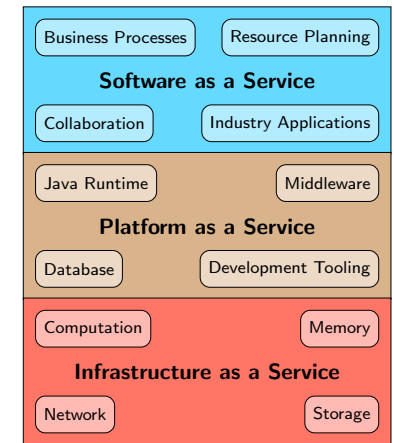 Business Processes Resource Planning
Software as a Service
Collaboration Industry Applications
Java Runtime Middleware
Platform as a Service
Database Development Tooling
Computation Memory
Infrastructure as a Service
Network Storage